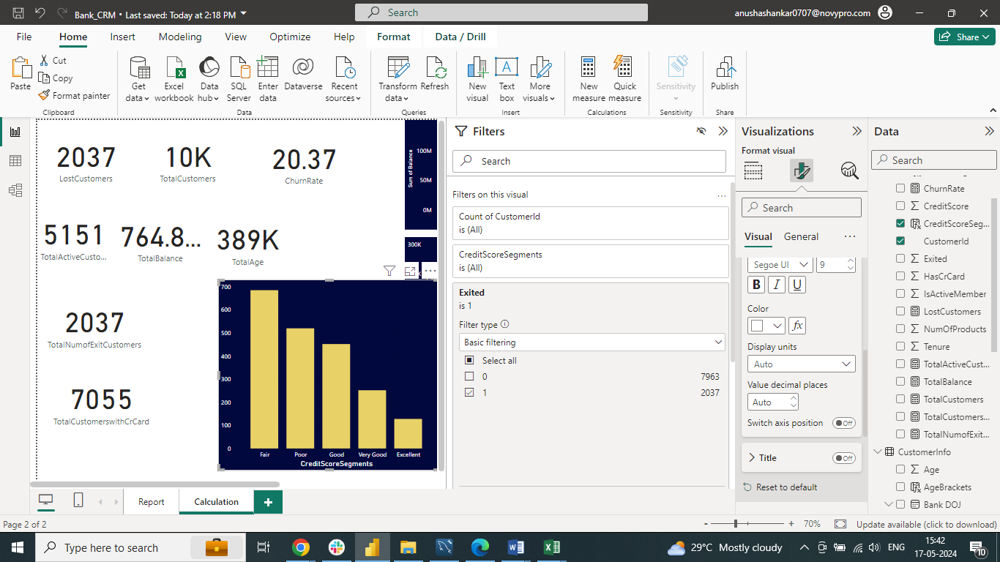 Bank_CRM • Last saved: Today at 2:18 PM
Search
anushashankar0707@novypro.com
File Home Insert Modeling View Optimize Help Format Data / Drill
Share
Paste
Cut
Copy
Format painter
Clipboard
Get data
Excel workbook
Data hub
SQL Server
Enter data
Dataverse
Recent sources
Data
Transform data
Refresh
Queries
New visual
Text box
More visuals
Insert
New measure
Quick measure
Calculations
Sensitivity
Sensitivity
Publish
Share
2037
LostCustomers
10K
TotalCustomers
20.37
ChurnRate
5151
TotalActiveCusto...
764.8...
TotalBalance
389K
TotalAge
2037
TotalNumofExitCustomers
7055
TotalCustomerswithCrCard
Sum of Balance
100M
50M
0M
300K
700
600
500
400
300
200
100
0
Fair Poor Good Very Good Excellent
CreditScoreSegments
Filters
Search
Filters on this visual
...
Count of CustomerId
is (All)
CreditScoreSegments
is (All)
Exited
is 1
Filter type
Basic filtering
Select all
0 7963
1 2037
Visualizations
Format visual
Search
Visual General
Segoe UI 9
B I U
Color
fx
Display units
Auto
Value decimal places
Auto
Switch axis position Off
Title Off
Reset to default
Data
Search
ChurnRate
CreditScore
CreditScoreSeg...
CustomerId
Exited
HasCrCard
IsActiveMember
LostCustomers
NumOfProducts
Tenure
TotalActiveCust...
TotalBalance
TotalCustomers
TotalCustomers...
TotalNumofExit...
CustomerInfo
Age
AgeBrackets
Bank DOJ
Report Calculation +
Page 2 of 2
- + 70%
Update available (click to download)
Type here to search
29°C Mostly cloudy
ENG
15:42
17-05-2024
10